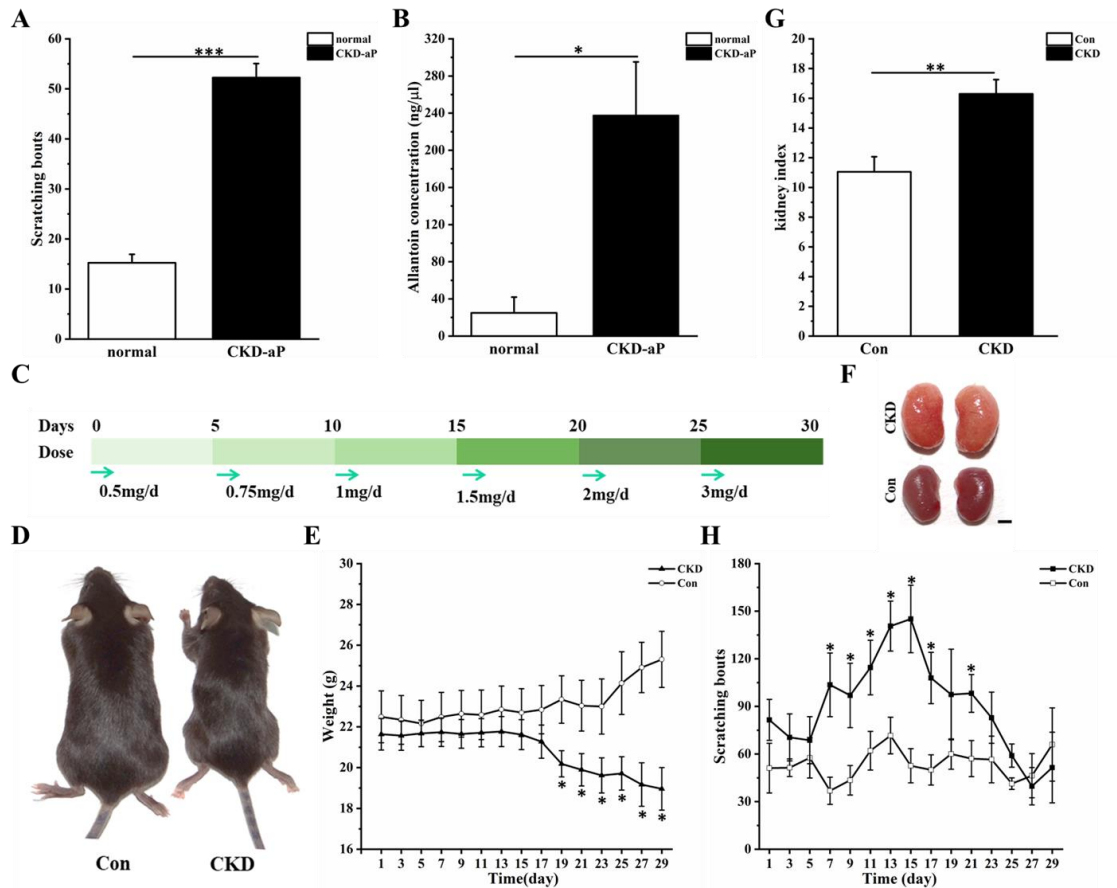 A
normal
CKD-aP
***
60
50
40
30
20
10
0
Scratching bouts
normal CKD-aP
B
normal
CKD-aP
*
320
280
240
200
160
120
80
40
0
Allantoin concentration (ng/μl)
normal CKD-aP
G
Con
CKD
**
20
18
16
14
12
10
8
6
4
2
0
kidney index
Con CKD
C
Days 0 5 10 15 20 25 30
Dose
0.5mg/d 0.75mg/d 1mg/d 1.5mg/d 2mg/d 3mg/d
F
CKD
Con
D
Con CKD
E
CKD
Con
30
28
26
24
22
20
18
16
Weight (g)
* * * * * *
1 3 5 7 9 11 13 15 17 19 21 23 25 27 29
Time(day)
H
CKD
Con
180
150
120
90
60
30
0
Scratching bouts
* * * * * * *
1 3 5 7 9 11 13 15 17 19 21 23 25 27 29
Time (day)